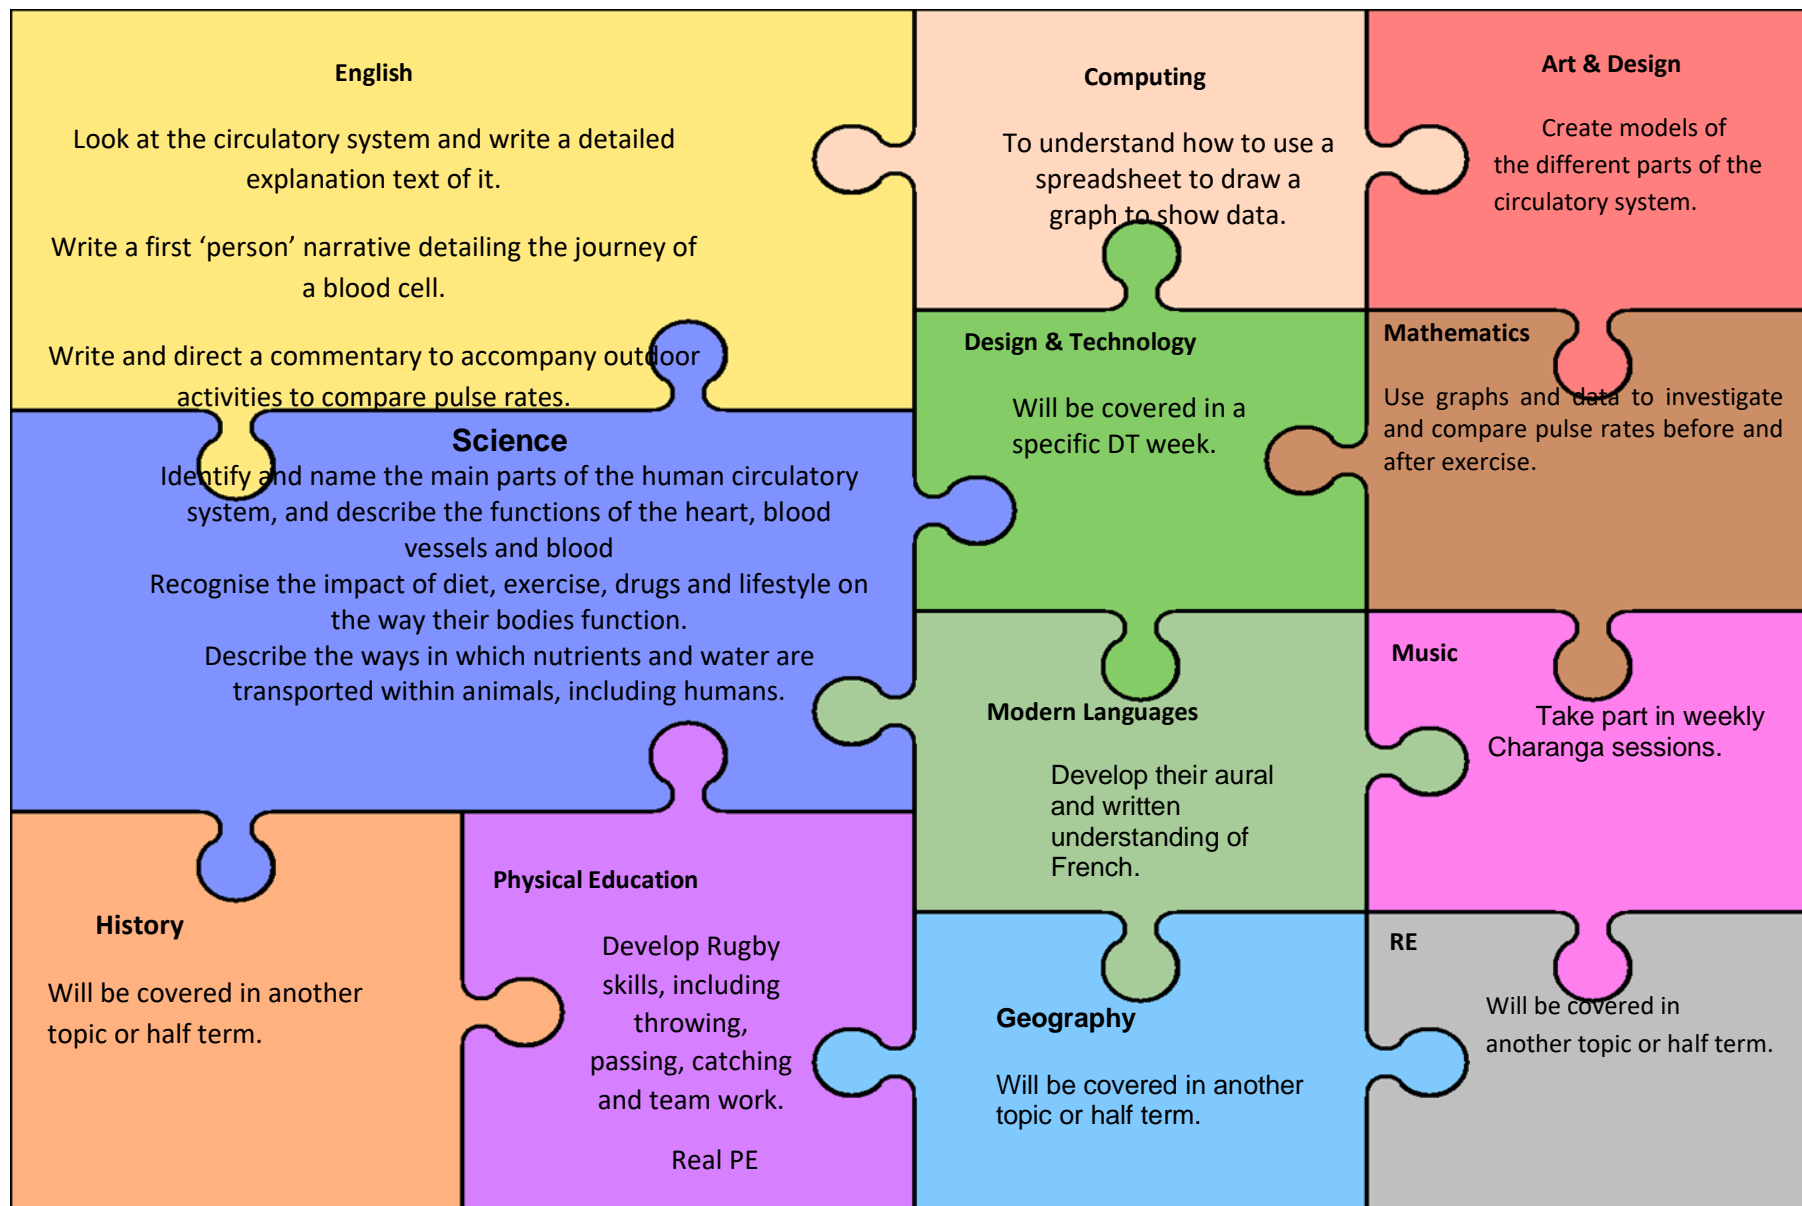 English
Look at the circulatory system and write a detailed
explanation text of it.
Write a first ‘person’ narrative detailing the journey of
a blood cell.
Write and direct a commentary to accompany outdoor
activities to compare pulse rates.
Computing
To understand how to use a
spreadsheet to draw a
graph to show data.
Art & Design
Create models of
the different parts of the
circulatory system.
Science
Identify and name the main parts of the human circulatory
system, and describe the functions of the heart, blood
vessels and blood
Recognise the impact of diet, exercise, drugs and lifestyle on
the way their bodies function.
Describe the ways in which nutrients and water are
transported within animals, including humans.
Design & Technology
Will be covered in a
specific DT week.
Mathematics
Use graphs and data to investigate
and compare pulse rates before and
after exercise.
Modern Languages
Develop their aural
and written
understanding of
French.
Music
Take part in weekly
Charanga sessions.
History
Will be covered in another
topic or half term.
Physical Education
Develop Rugby
skills, including
throwing,
passing, catching
and team work.
Real PE
Geography
Will be covered in another
topic or half term.
RE
Will be covered in
another topic or half term.